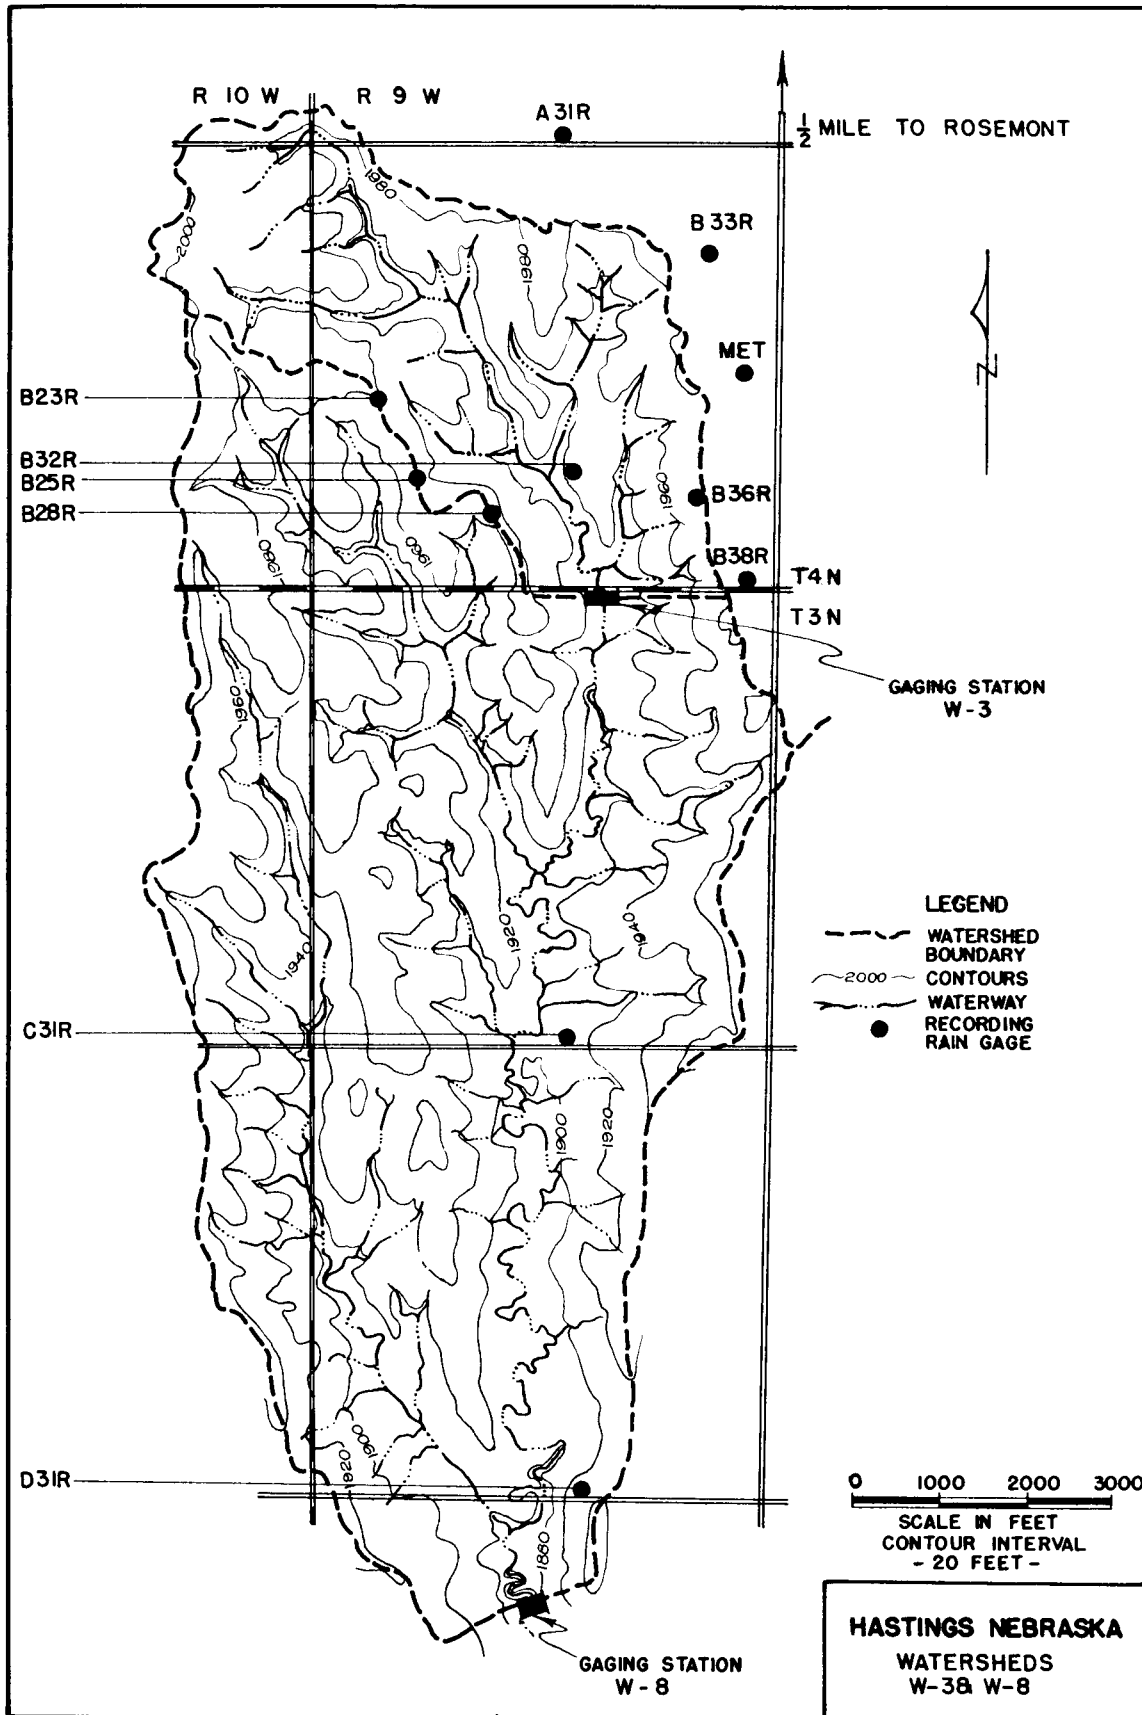 R 10 W
R 9 W
A31R
1/2 MILE TO ROSEMONT
1980
2000
1980
B33R
MET
N
B23R
B32R
B25R
B28R
1960
B36R
1980
1960
B38R
T4N
T3N
GAGING STATION
W-3
1960
1920
1940
1940
LEGEND
WATERSHED
BOUNDARY
2000 CONTOURS
WATERWAY
RECORDING
RAIN GAGE
C31R
1900
1920
1900
1920
D31R
1880
0 1000 2000 3000
SCALE IN FEET
CONTOUR INTERVAL
- 20 FEET -
GAGING STATION
W-8
HASTINGS NEBRASKA
WATERSHEDS
W-3& W-8